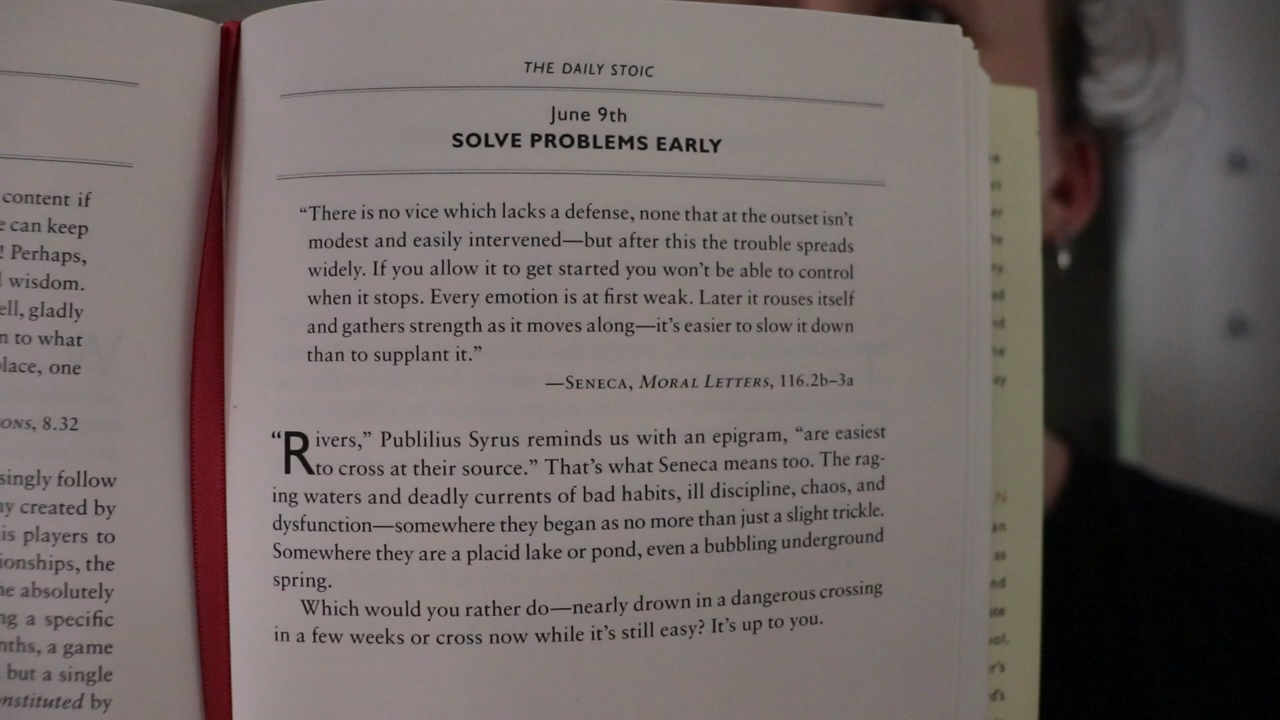 content if
e can keep
! Perhaps,
l wisdom.
ell, gladly
n to what
place, one
ONS, 8.32
singly follow
ny created by
is players to
ionships, the
ne absolutely
ng a specific
nths, a game
but a single
nstituted by
THE DAILY STOIC
June 9th
SOLVE PROBLEMS EARLY
“There is no vice which lacks a defense, none that at the outset isn’t
modest and easily intervened—but after this the trouble spreads
widely. If you allow it to get started you won’t be able to control
when it stops. Every emotion is at first weak. Later it rouses itself
and gathers strength as it moves along—it’s easier to slow it down
than to supplant it.”
—SENECA, MORAL LETTERS, 116.2b–3a
“Rivers,” Publilius Syrus reminds us with an epigram, “are easiest
to cross at their source.” That’s what Seneca means too. The rag-
ing waters and deadly currents of bad habits, ill discipline, chaos, and
dysfunction—somewhere they began as no more than just a slight trickle.
Somewhere they are a placid lake or pond, even a bubbling underground
spring.
Which would you rather do—nearly drown in a dangerous crossing
in a few weeks or cross now while it’s still easy? It’s up to you.